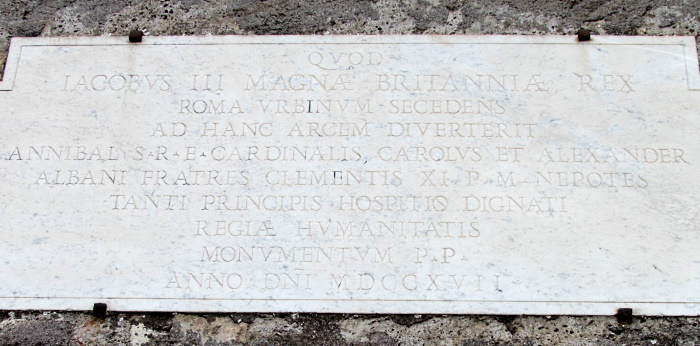 QVOD
IACOBVS III MAGNÆ BRITANNIÆ REX
ROMA VRBINVM SECEDENS
AD HANC ARCEM DIVERTERIT
ANNIBAL S·R·E·CARDINALIS, CAROLVS ET ALEXANDER
ALBANI FRATRES CLEMENTIS XI·P·M·NEPOTES
TANTI PRINCIPIS HOSPITIO DIGNATI
REGIÆ HVMANITATIS
MONVMENTVM P·P·
ANNO DNI MDCCXVII